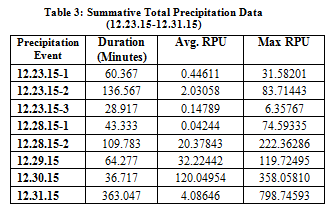 Table 3: Summative Total Precipitation Data
(12.23.15-12.31.15)
Precipitation Event Duration (Minutes) Avg. RPU Max RPU
12.23.15-1 60.367 0.44611 31.58201
12.23.15-2 136.567 2.03058 83.71443
12.23.15-3 28.917 0.14789 6.35767
12.28.15-1 43.333 0.04244 74.59335
12.28.15-2 109.783 20.37843 222.36286
12.29.15 64.277 32.22442 119.72495
12.30.15 36.717 120.04954 358.05810
12.31.15 363.047 4.08646 798.74593